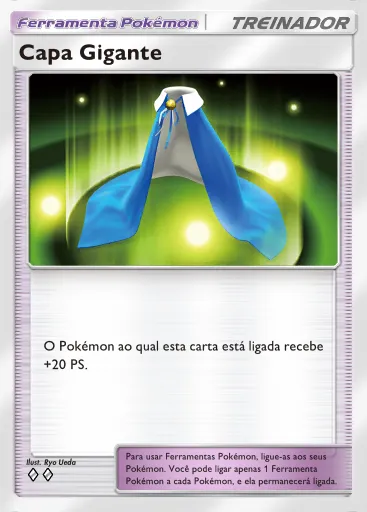 Ferramenta Pokémon
TREINADOR
Capa Gigante
O Pokémon ao qual esta carta está ligada recebe
+20 PS.
Ilust. Ryo Ueda
Para usar Ferramentas Pokémon, ligue-as aos seus
Pokémon. Você pode ligar apenas 1 Ferramenta
Pokémon a cada Pokémon, e ela permanecerá ligada.